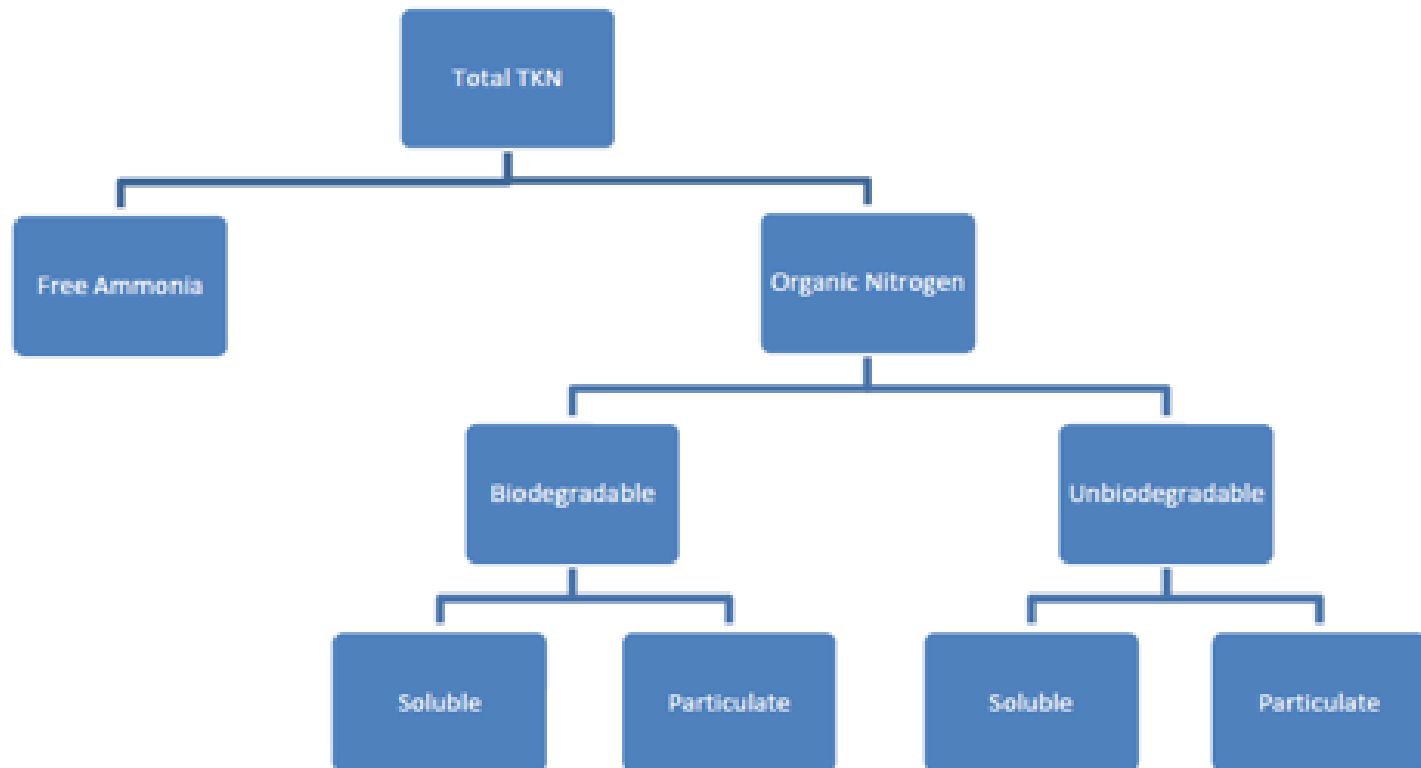 Total TKN
Free Ammonia
Organic Nitrogen
Biodegradable
Unbiodegradable
Soluble
Particulate
Soluble
Particulate